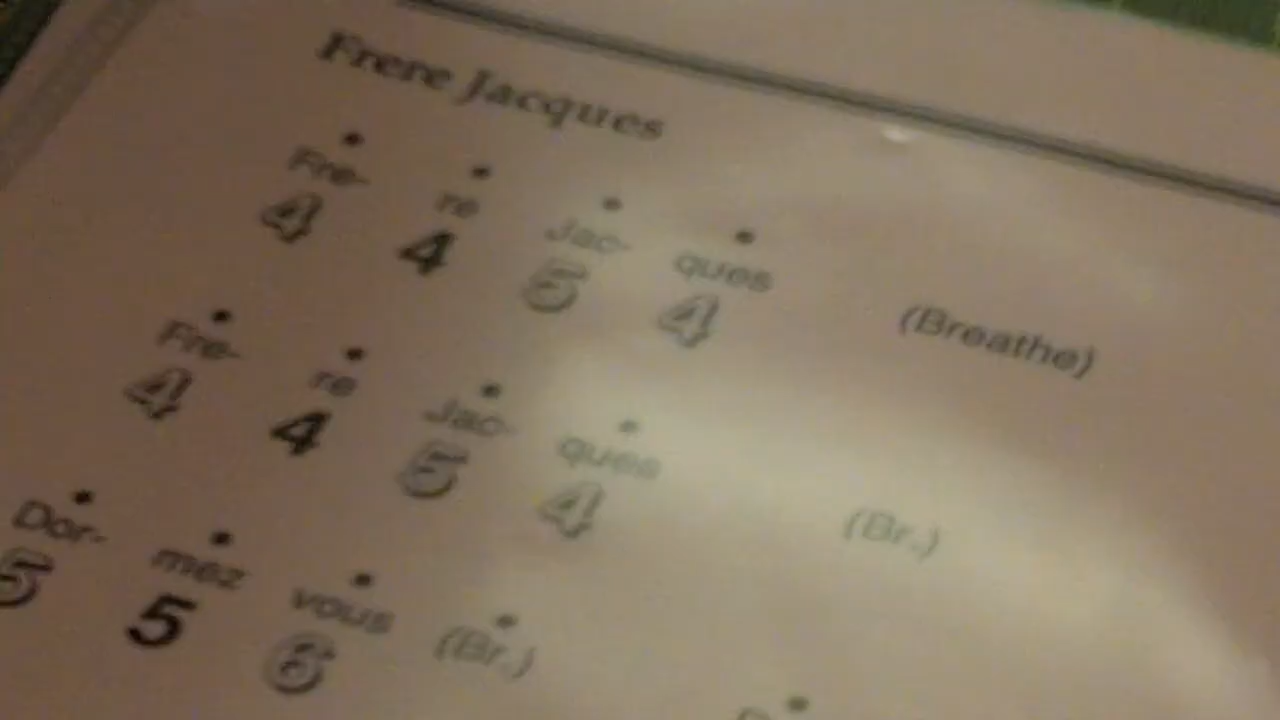 Frere Jacques
Fre- re Jac- ques
4 4 5 4 (Breathe)
Fre- re Jac- ques
4 4 5 4 (Br.)
Dor- mez vous (Br.)
5 5 6